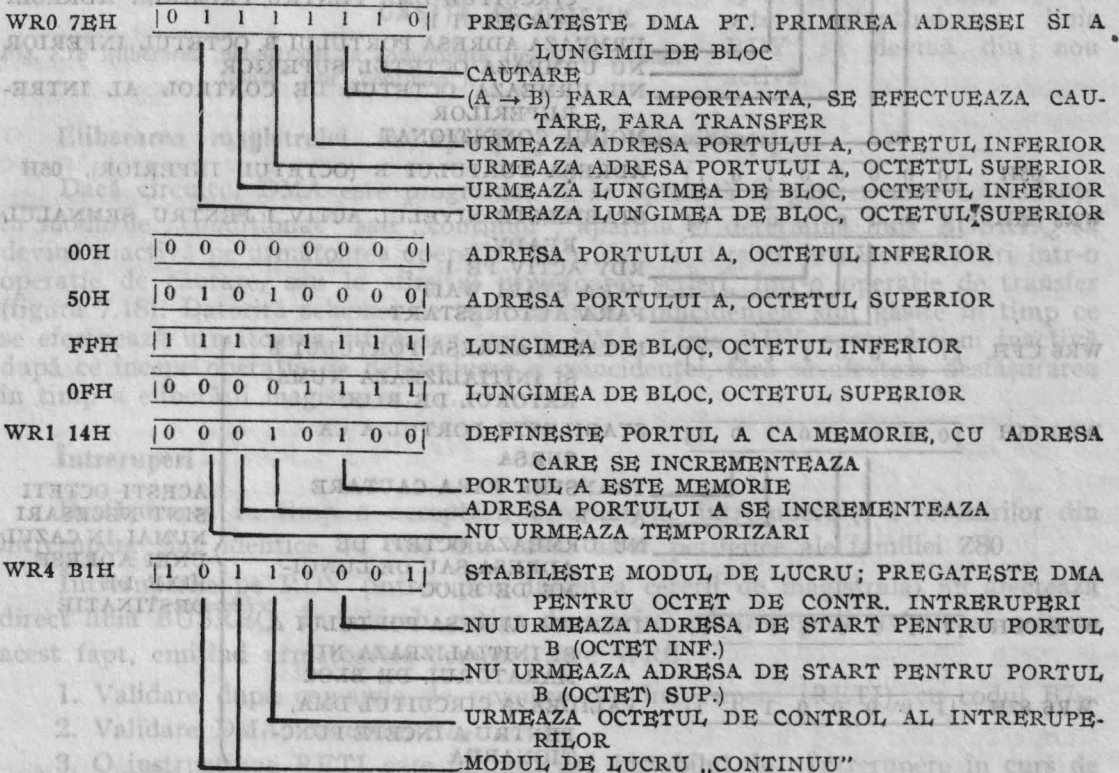 WR0 7EH |0 1 1 1 1 1 1 0| PREGATESTE DMA PT. PRIMIREA ADRESEI SI A
LUNGIMII DE BLOC
CAUTARE
(A → B) FARA IMPORTANTA, SE EFECTUEAZA CAU-
TARE, FARA TRANSFER
URMEAZA ADRESA PORTULUI A, OCTETUL INFERIOR
URMEAZA ADRESA PORTULUI A, OCTETUL SUPERIOR
URMEAZA LUNGIMEA DE BLOC, OCTETUL INFERIOR
URMEAZA LUNGIMEA DE BLOC, OCTETUL SUPERIOR
00H |0 0 0 0 0 0 0 0| ADRESA PORTULUI A, OCTETUL INFERIOR
50H |0 1 0 1 0 0 0 0| ADRESA PORTULUI A, OCTETUL SUPERIOR
FFH |1 1 1 1 1 1 1 1| LUNGIMEA DE BLOC, OCTETUL INFERIOR
0FH |0 0 0 0 1 1 1 1| LUNGIMEA DE BLOC, OCTETUL SUPERIOR
WR1 14H |0 0 0 1 0 1 0 0| DEFINESTE PORTUL A CA MEMORIE, CU ADRESA
CARE SE INCREMENTEAZA
PORTUL A ESTE MEMORIE
ADRESA PORTULUI A SE INCREMENTEAZA
NU URMEAZA TEMPORIZARI
WR4 B1H |1 0 1 1 0 0 0 1| STABILESTE MODUL DE LUCRU; PREGATESTE DMA
PENTRU OCTET DE CONTR. INTRERUPERI
NU URMEAZA ADRESA DE START PENTRU PORTUL
B (OCTET INF.)
NU URMEAZA ADRESA DE START PENTRU PORTUL
B (OCTET) SUP.)
URMEAZA OCTETUL DE CONTROL AL INTRERUPE-
RILOR
MODUL DE LUCRU „CONTINUU"